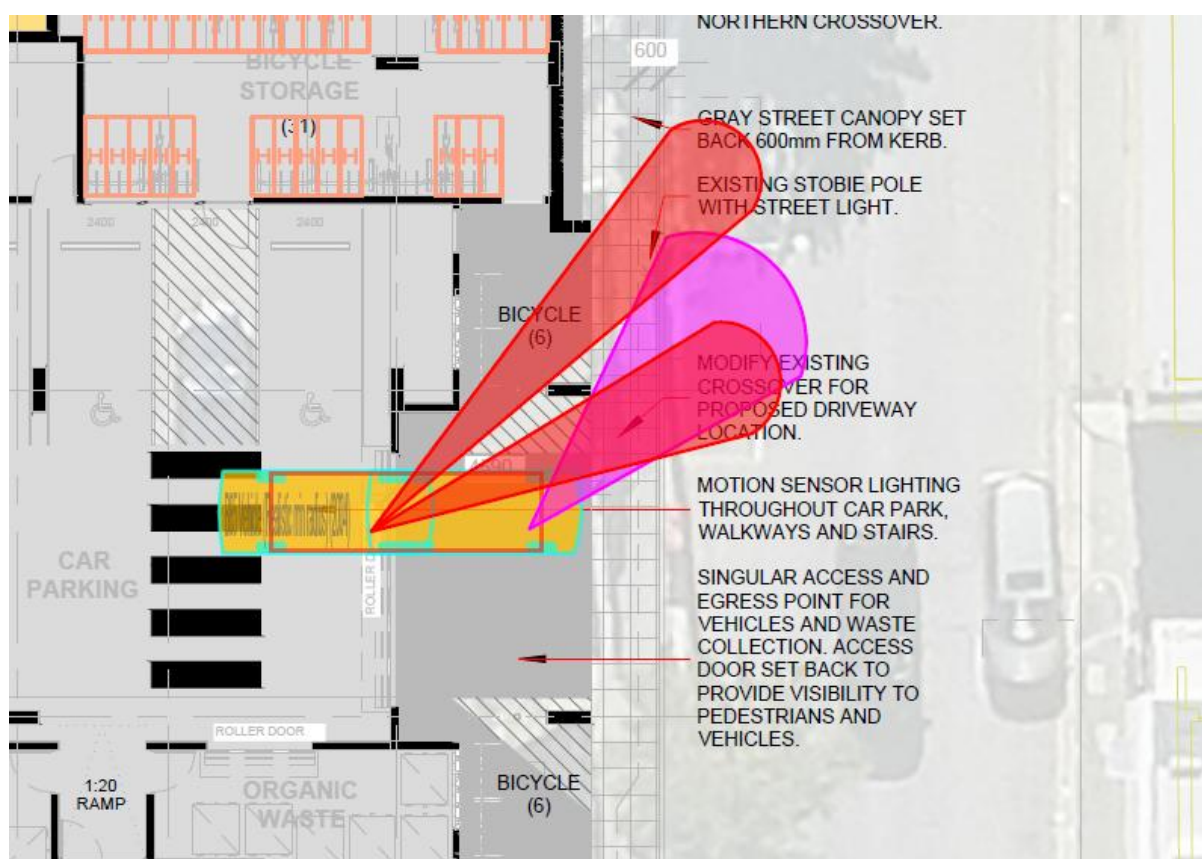 NORTHERN CROSSOVER.
600
BICYCLE
STORAGE
(31)
GRAY STREET CANOPY SET
BACK 600mm FROM KERB.
EXISTING STOBIE POLE
WITH STREET LIGHT.
2400
2400
2400
BICYCLE
(6)
MODIFY EXISTING
CROSSOVER FOR
PROPOSED DRIVEWAY
LOCATION.
MOTION SENSOR LIGHTING
THROUGHOUT CAR PARK,
WALKWAYS AND STAIRS.
CAR
PARKING
SINGULAR ACCESS AND
EGRESS POINT FOR
VEHICLES AND WASTE
COLLECTION. ACCESS
DOOR SET BACK TO
PROVIDE VISIBILITY TO
PEDESTRIANS AND
VEHICLES.
ROLLER
ROLLER DOOR
1:20
RAMP
ORGANIC
WASTE
BICYCLE
(6)